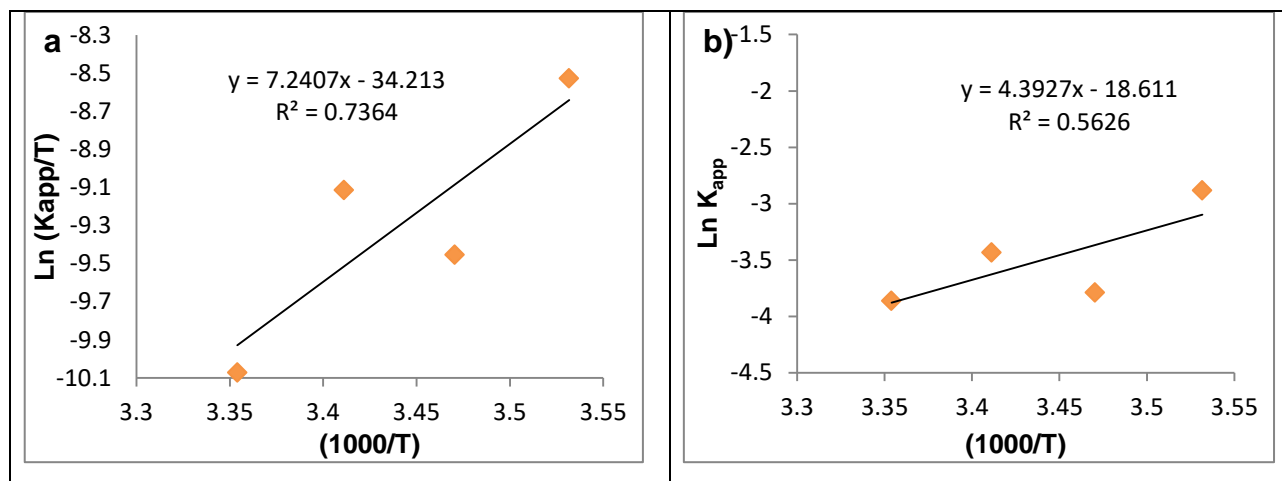 a
y = 7.2407x - 34.213
R² = 0.7364
Ln (Kapp/T)
-8.3
-8.5
-8.7
-8.9
-9.1
-9.3
-9.5
-9.7
-9.9
-10.1
3.3 3.35 3.4 3.45 3.5 3.55
(1000/T)
b)
y = 4.3927x - 18.611
R² = 0.5626
Ln Kapp
-1.5
-2
-2.5
-3
-3.5
-4
-4.5
3.3 3.35 3.4 3.45 3.5 3.55
(1000/T)